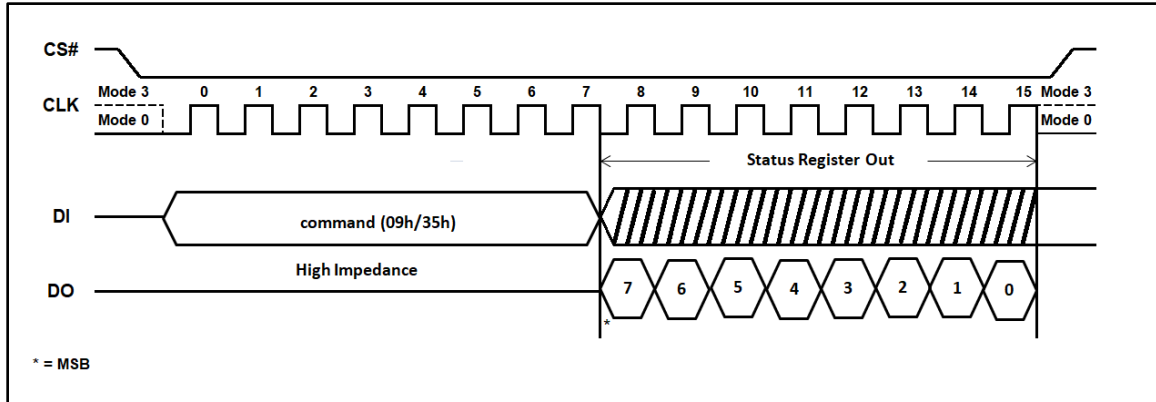 CS#
Mode 3 0 1 2 3 4 5 6 7 8 9 10 11 12 13 14 15 Mode 3
CLK
Mode 0 Mode 0
Status Register Out
DI command (09h/35h)
High Impedance
DO 7 6 5 4 3 2 1 0
*
* = MSB